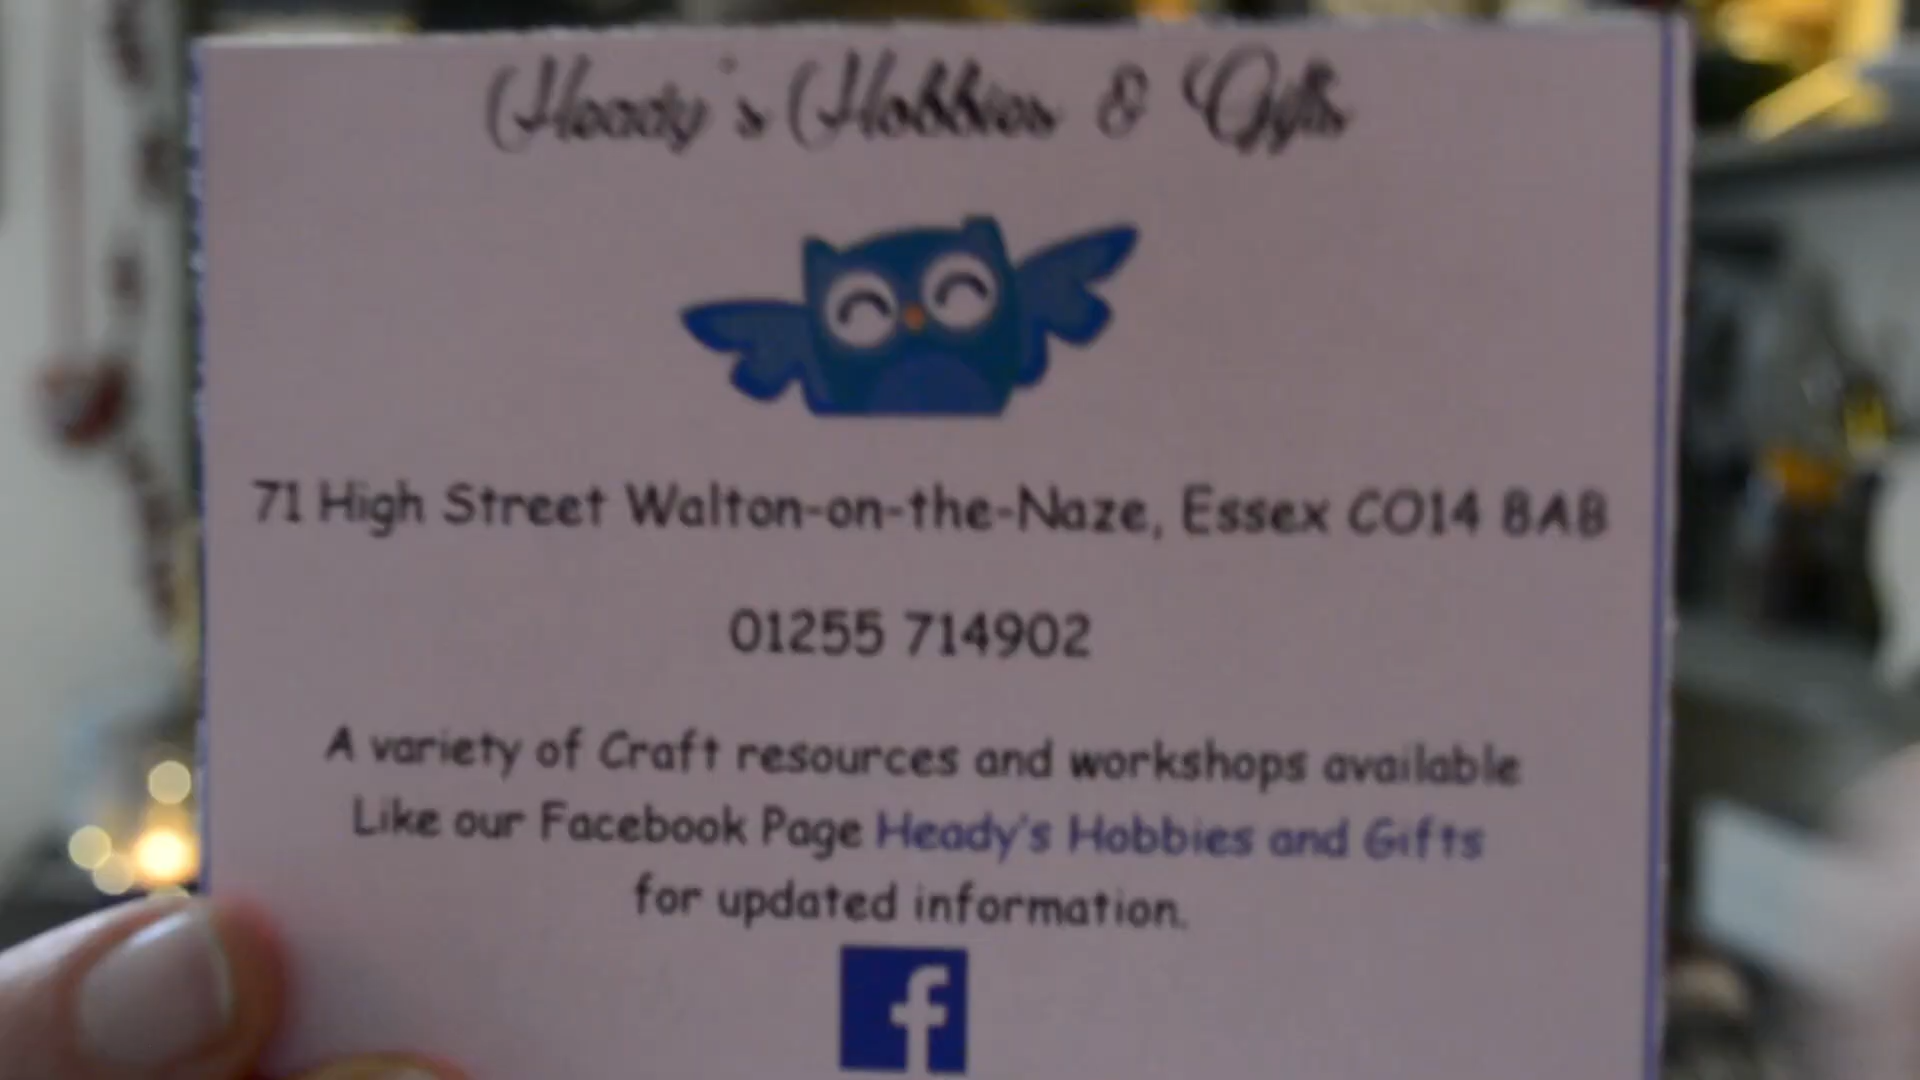 Heady's Hobbies & Gifts
71 High Street Walton-on-the-Naze, Essex CO14 8AB
01255 714902
A variety of Craft resources and workshops available
Like our Facebook Page Heady's Hobbies and Gifts
for updated information.
f